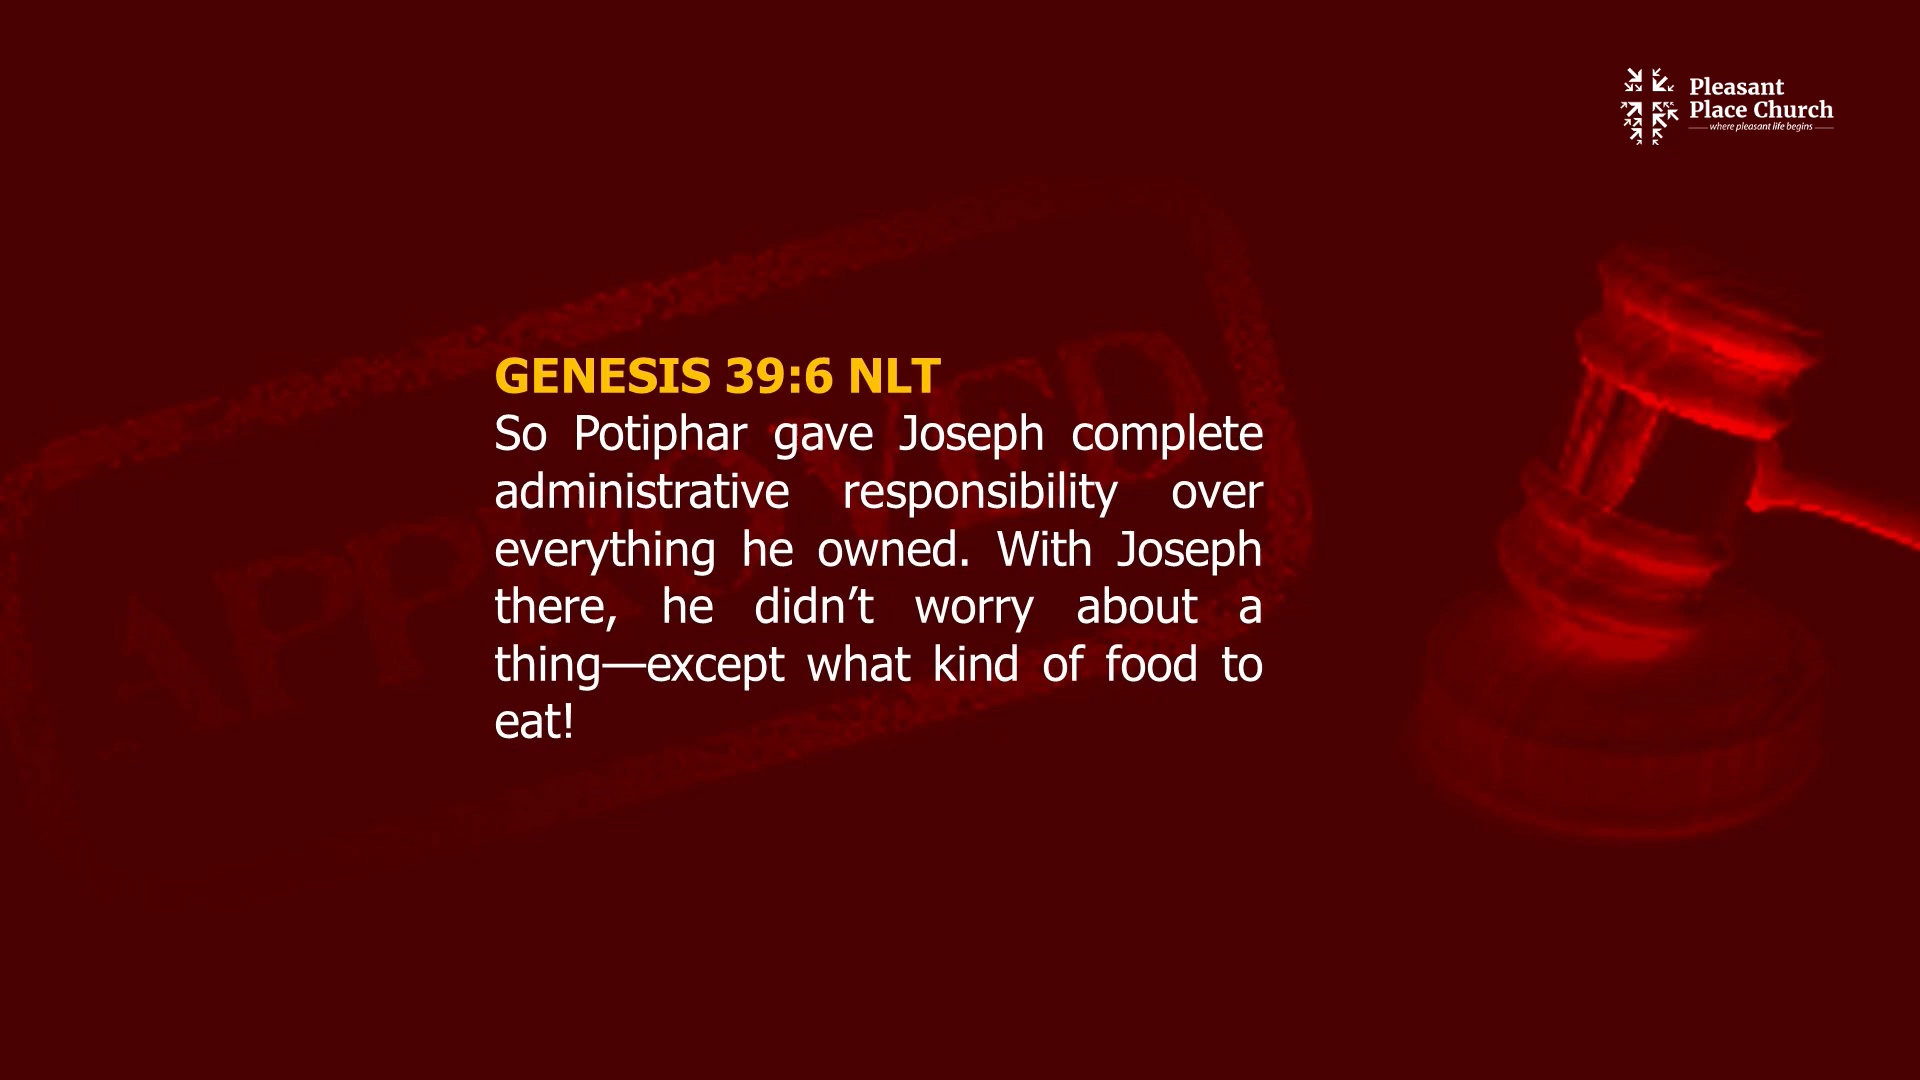 Pleasant
Place Church
where pleasant life begins
APPROVED
GENESIS 39:6 NLT
So Potiphar gave Joseph complete
administrative responsibility over
everything he owned. With Joseph
there, he didn’t worry about a
thing—except what kind of food to
eat!